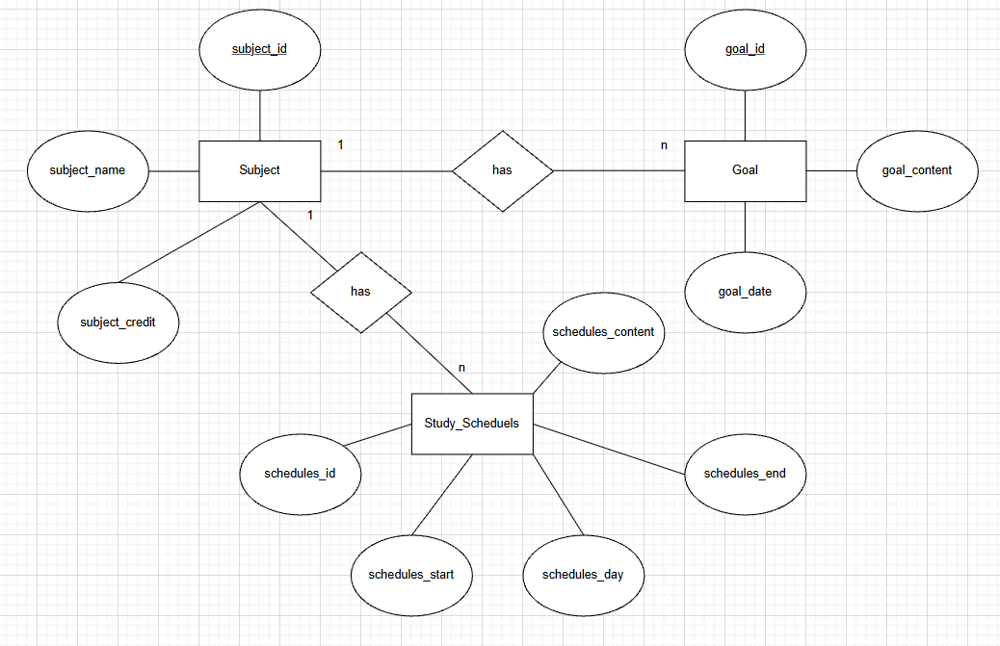 subject_id
goal_id
1
n
subject_name
Subject
has
Goal
goal_content
1
has
goal_date
subject_credit
schedules_content
n
Study_Scheduels
schedules_id
schedules_end
schedules_start
schedules_day